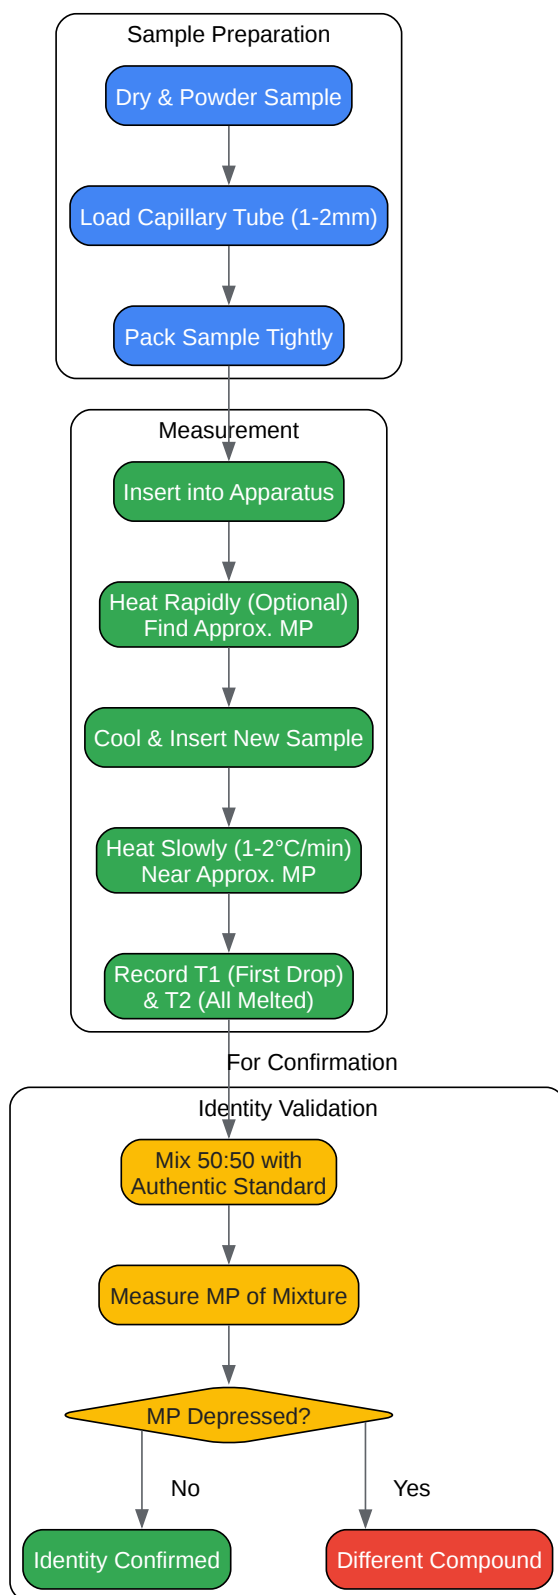 Sample Preparation
Dry & Powder Sample
Load Capillary Tube (1-2mm)
Pack Sample Tightly
Measurement
Insert into Apparatus
Heat Rapidly (Optional)
Find Approx. MP
Cool & Insert New Sample
Heat Slowly (1-2°C/min)
Near Approx. MP
Record T1 (First Drop)
& T2 (All Melted)
For Confirmation
Identity Validation
Mix 50:50 with
Authentic Standard
Measure MP of Mixture
MP Depressed?
No
Yes
Identity Confirmed
Different Compound